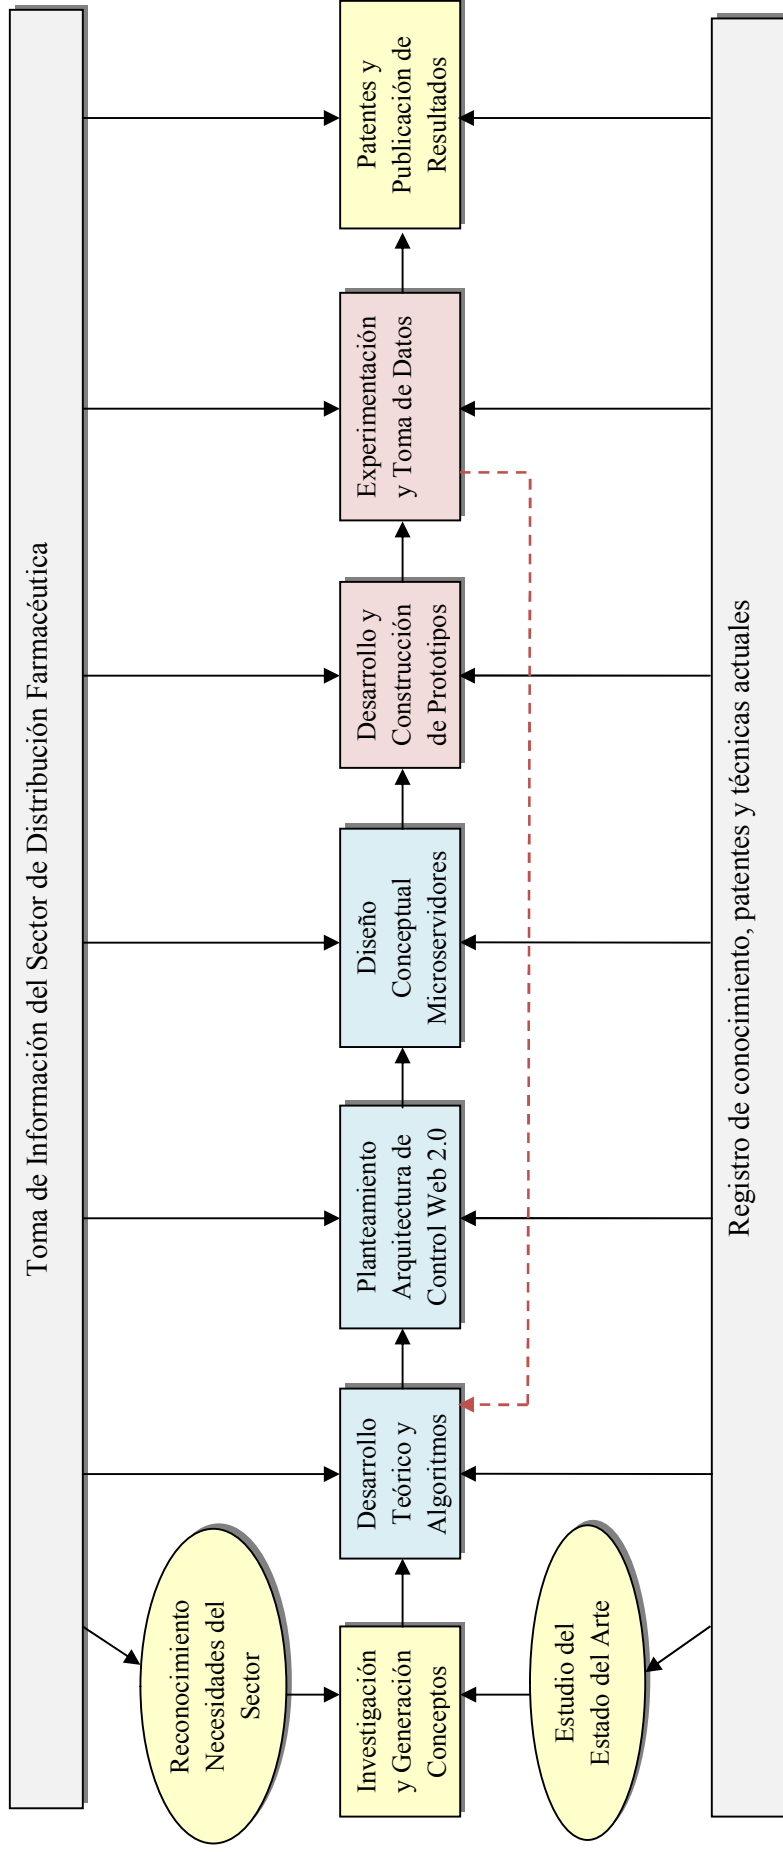 Toma de Información del Sector de Distribución Farmacéutica
Reconocimiento
Necesidades del
Sector
Investigación
y Generación
Conceptos
Desarrollo
Teórico y
Algoritmos
Planteamiento
Arquitectura de
Control Web 2.0
Diseño
Conceptual
Microservidores
Desarrollo y
Construcción
de Prototipos
Experimentación
y Toma de Datos
Patentes y
Publicación de
Resultados
Estudio del
Estado del Arte
Registro de conocimiento, patentes y técnicas actuales